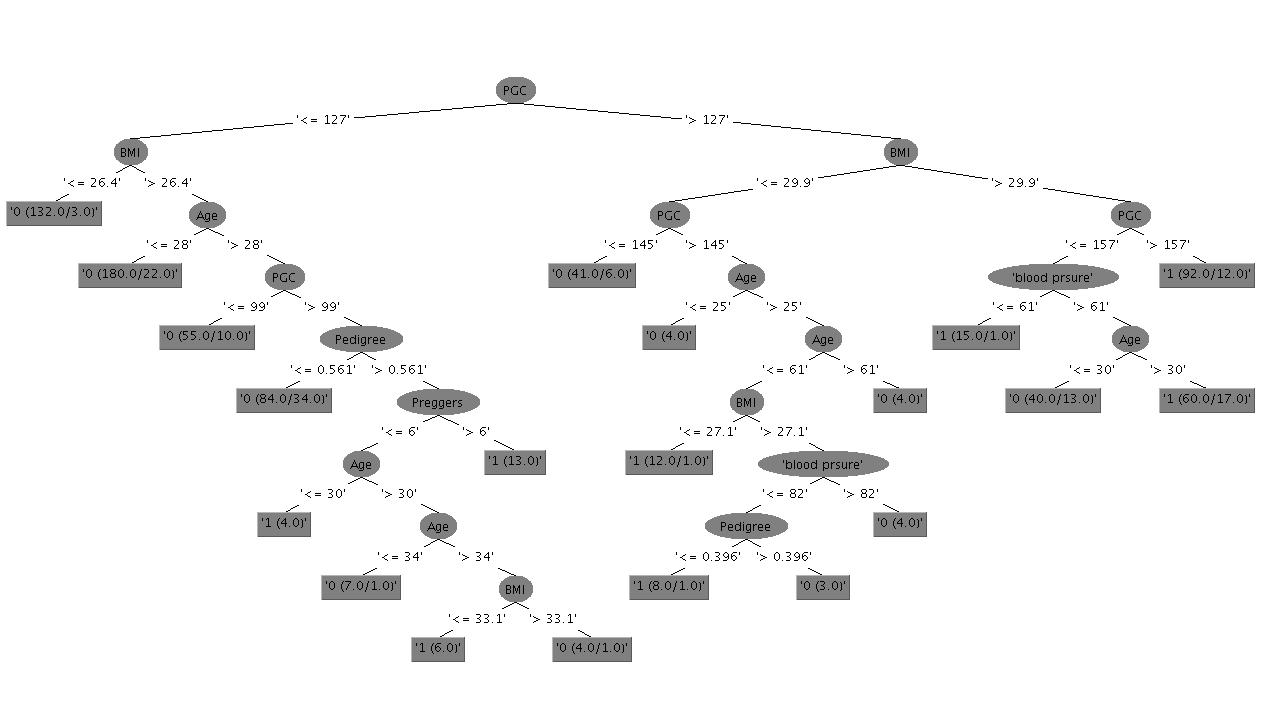 PGC
'<= 127' '> 127'
BMI BMI
'<= 26.4' '> 26.4' '<= 29.9' '> 29.9'
'0 (132.0/3.0)' Age PGC PGC
'<= 28' '> 28' '<= 145' '> 145' '<= 157' '> 157'
'0 (180.0/22.0)' PGC '0 (41.0/6.0)' Age 'blood prsure' '1 (92.0/12.0)'
'<= 99' '> 99' '<= 25' '> 25' '<= 61' '> 61'
'0 (55.0/10.0)' Pedigree '0 (4.0)' Age '1 (15.0/1.0)' Age
'<= 0.561' '> 0.561' '<= 61' '> 61' '<= 30' '> 30'
'0 (84.0/34.0)' Preggers BMI '0 (4.0)' '0 (40.0/13.0)' '1 (60.0/17.0)'
'<= 6' '> 6' '<= 27.1' '> 27.1'
Age '1 (13.0)' '1 (12.0/1.0)' 'blood prsure'
'<= 30' '> 30' '<= 82' '> 82'
'1 (4.0)' Age Pedigree '0 (4.0)'
'<= 34' '> 34' '<= 0.396' '> 0.396'
'0 (7.0/1.0)' BMI '1 (8.0/1.0)' '0 (3.0)'
'<= 33.1' '> 33.1'
'1 (6.0)' '0 (4.0/1.0)'